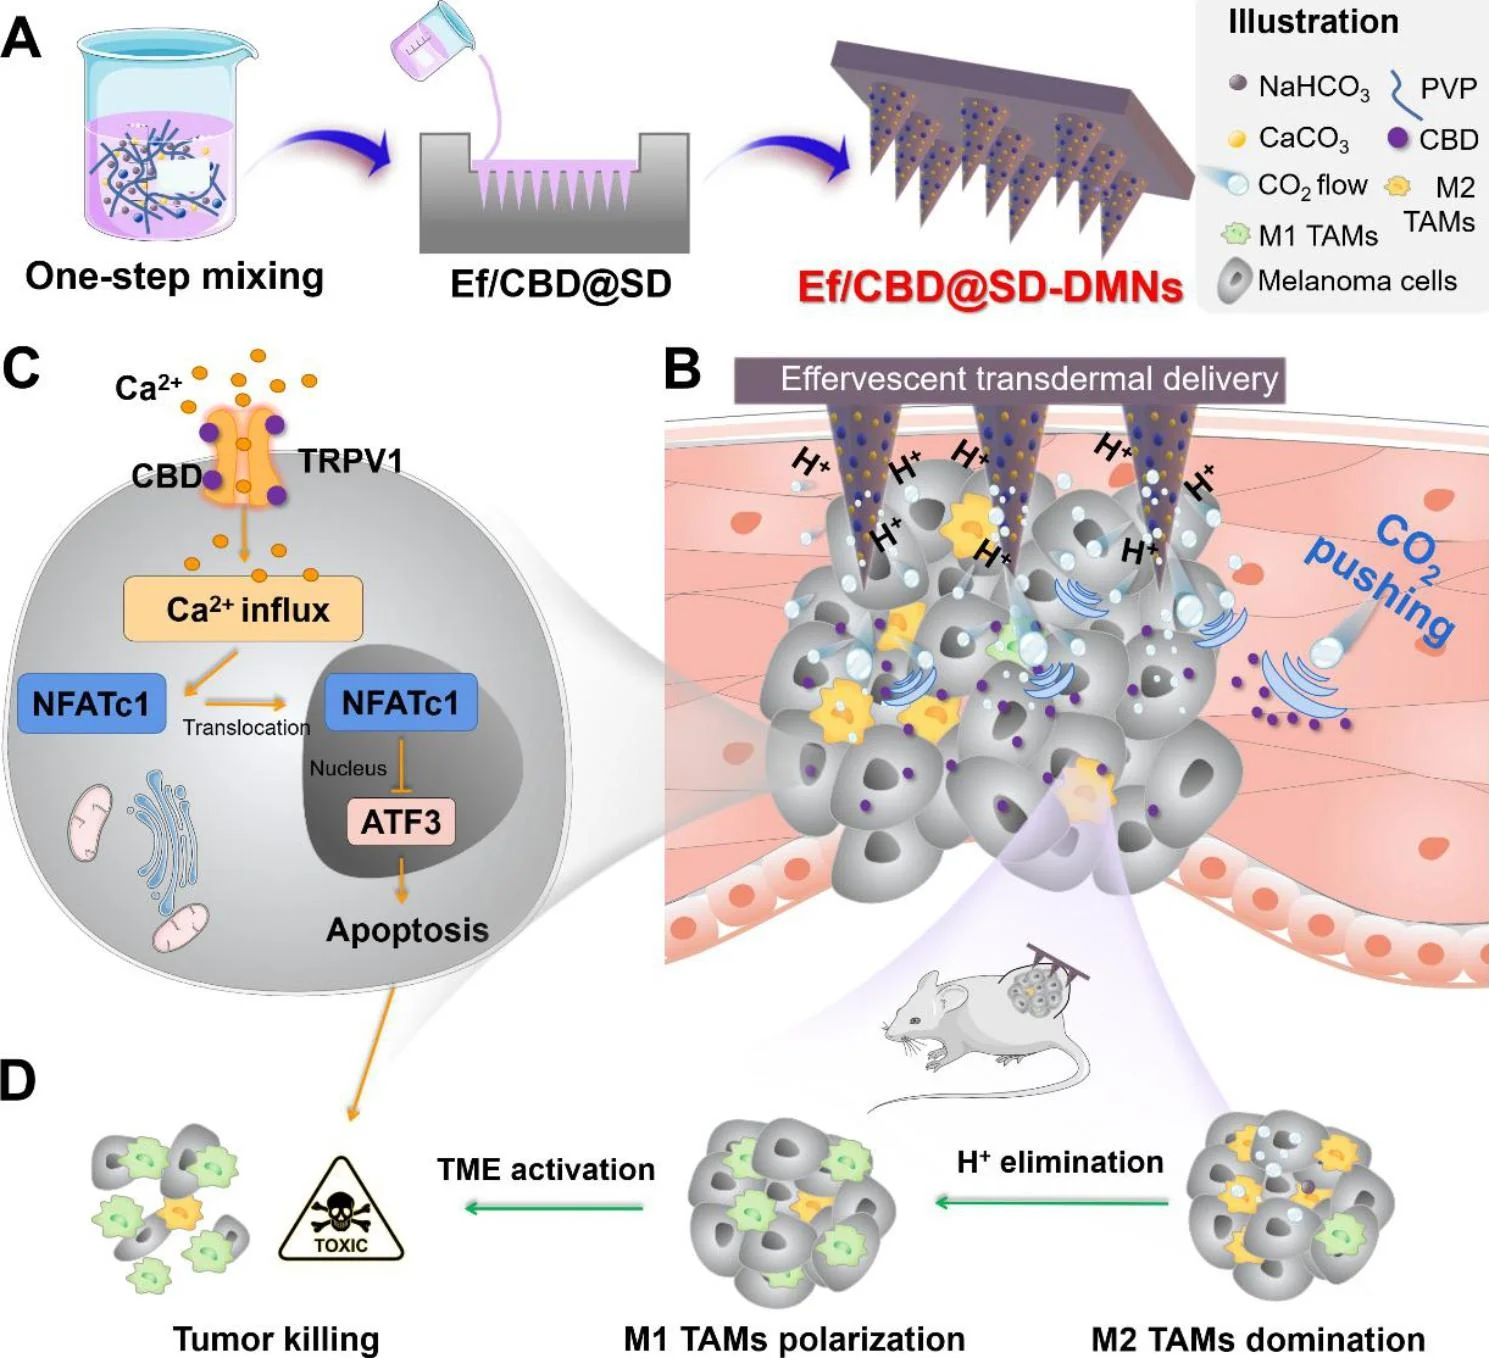 A
One-step mixing
Ef/CBD@SD
Ef/CBD@SD-DMNs
Illustration
NaHCO₃
PVP
CaCO₃
CBD
CO₂ flow
M2
TAMs
M1 TAMs
Melanoma cells
C
Ca²⁺
CBD
TRPV1
Ca²⁺ influx
NFATc1
Translocation
NFATc1
Nucleus
ATF3
Apoptosis
B
Effervescent transdermal delivery
H⁺
H⁺
H⁺
H⁺
H⁺
H⁺
H⁺
H⁺
CO₂
pushing
D
TOXIC
TME activation
H⁺ elimination
Tumor killing
M1 TAMs polarization
M2 TAMs domination